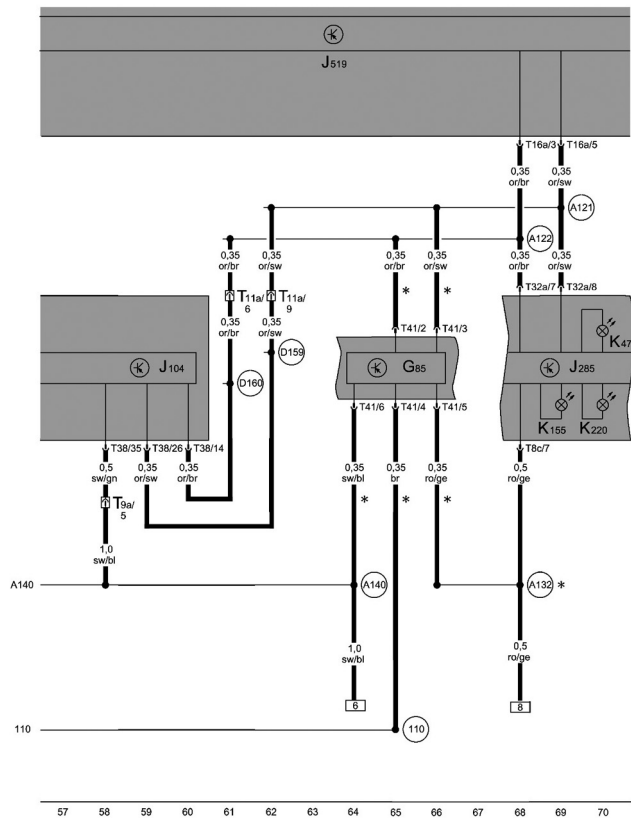 J519
T16a/3 T16a/5
0,35 or/br 0,35 or/sw
A121
A122
0,35 or/br 0,35 or/sw 0,35 or/br 0,35 or/sw 0,35 or/br 0,35 or/sw
* *
T11a/6 T11a/9 T32a/7 T32a/8
0,35 or/br 0,35 or/sw
T41/2 T41/3
K47
D159
J104 G85 J285
D160
K155 K220
T41/6 T41/4 T41/5
T38/35 T38/26 T38/14 T8c/7
0,5 sw/gn 0,35 or/sw 0,35 or/br 0,35 sw/bl 0,35 br 0,35 ro/ge 0,5 ro/ge
* * *
T9a/5
1,0 sw/bl
A140 A140 A132 *
1,0 sw/bl 0,5 ro/ge
6 8
110 110
57 58 59 60 61 62 63 64 65 66 67 68 69 70